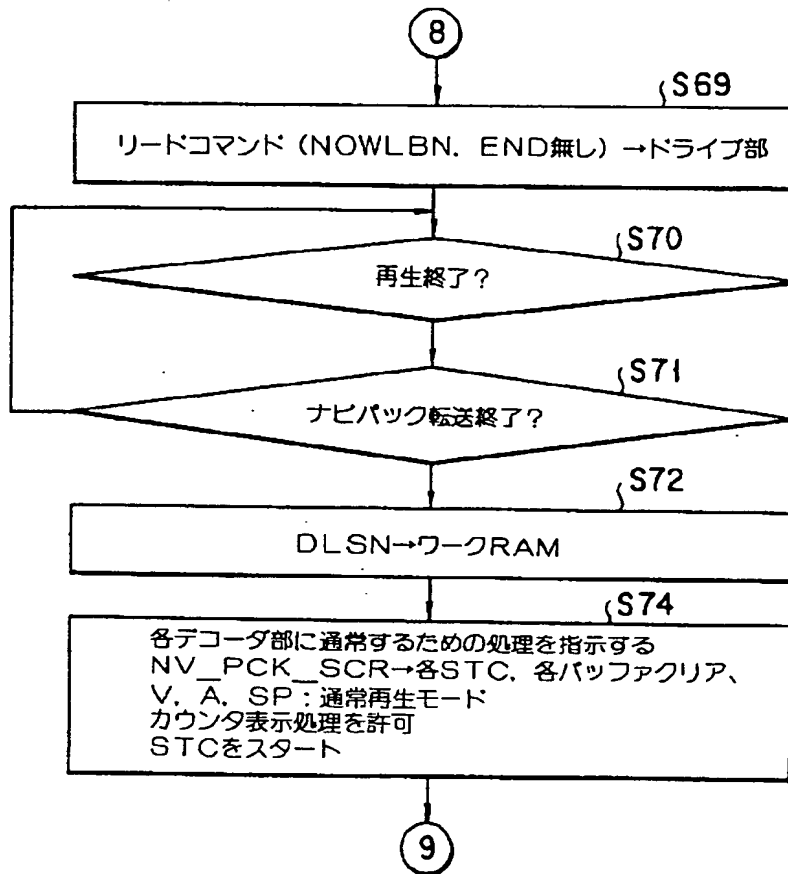 8
S69
リードコマンド (NOWLBN. END無し) →ドライブ部
S70
再生終了?
S71
ナビパック転送終了?
S72
DLSN→ワークRAM
S74
各デコーダ部に通常するための処理を指示する
NV_PCK_SCR→各STC, 各バッファクリア、
V, A, SP:通常再生モード
カウンタ表示処理を許可
STCをスタート
9